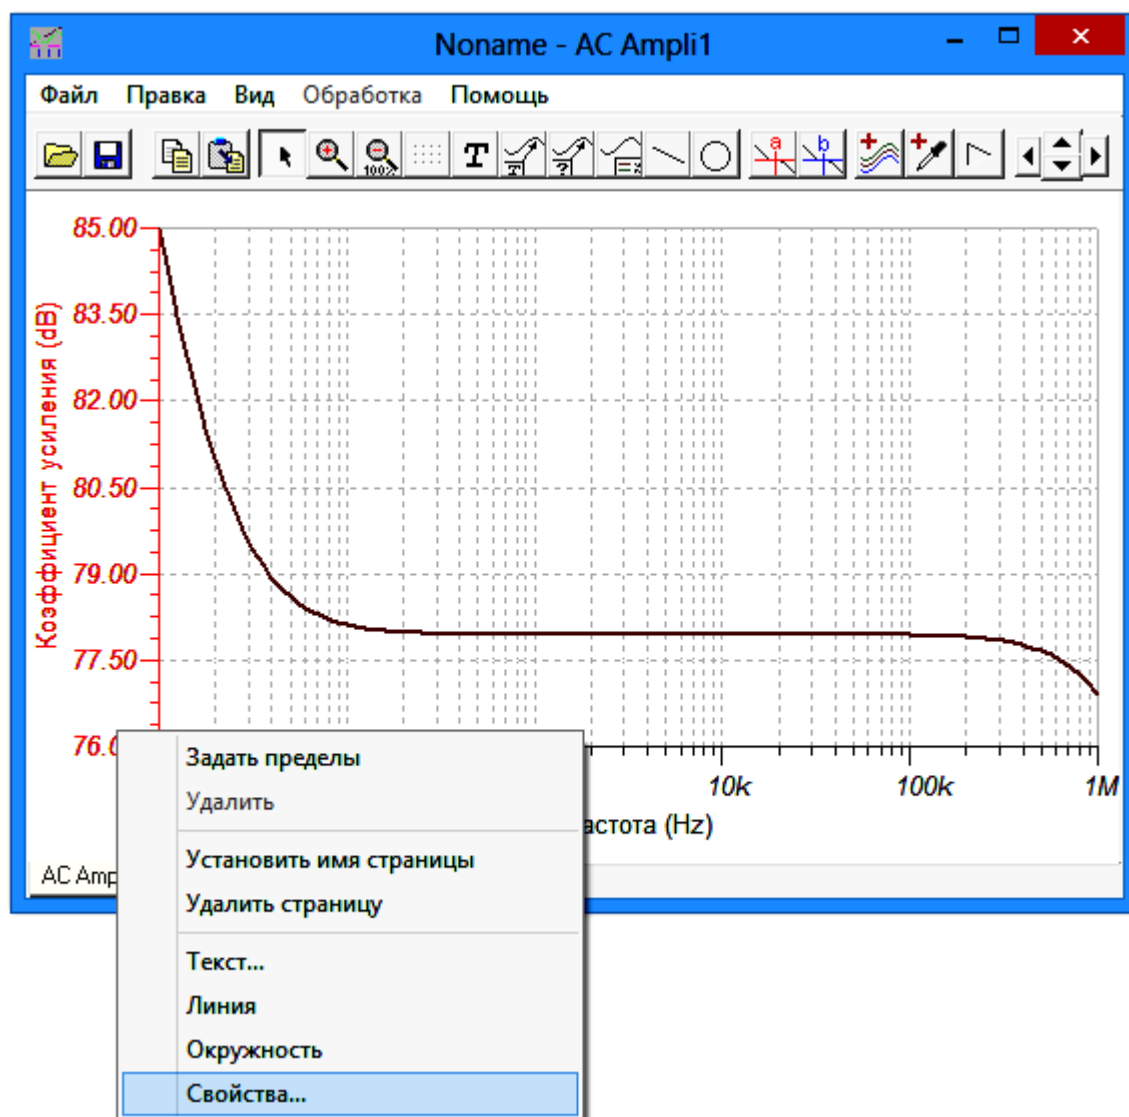 Noname - AC Ampli1
Файл Правка Вид Обработка Помощь
100%
T
T
?
a
b
85.00
83.50
82.00
80.50
79.00
77.50
76.0
Коэффициент усиления (dB)
10k 100k 1M
астота (Hz)
AC Amp
Задать пределы
Удалить
Установить имя страницы
Удалить страницу
Текст...
Линия
Окружность
Свойства...